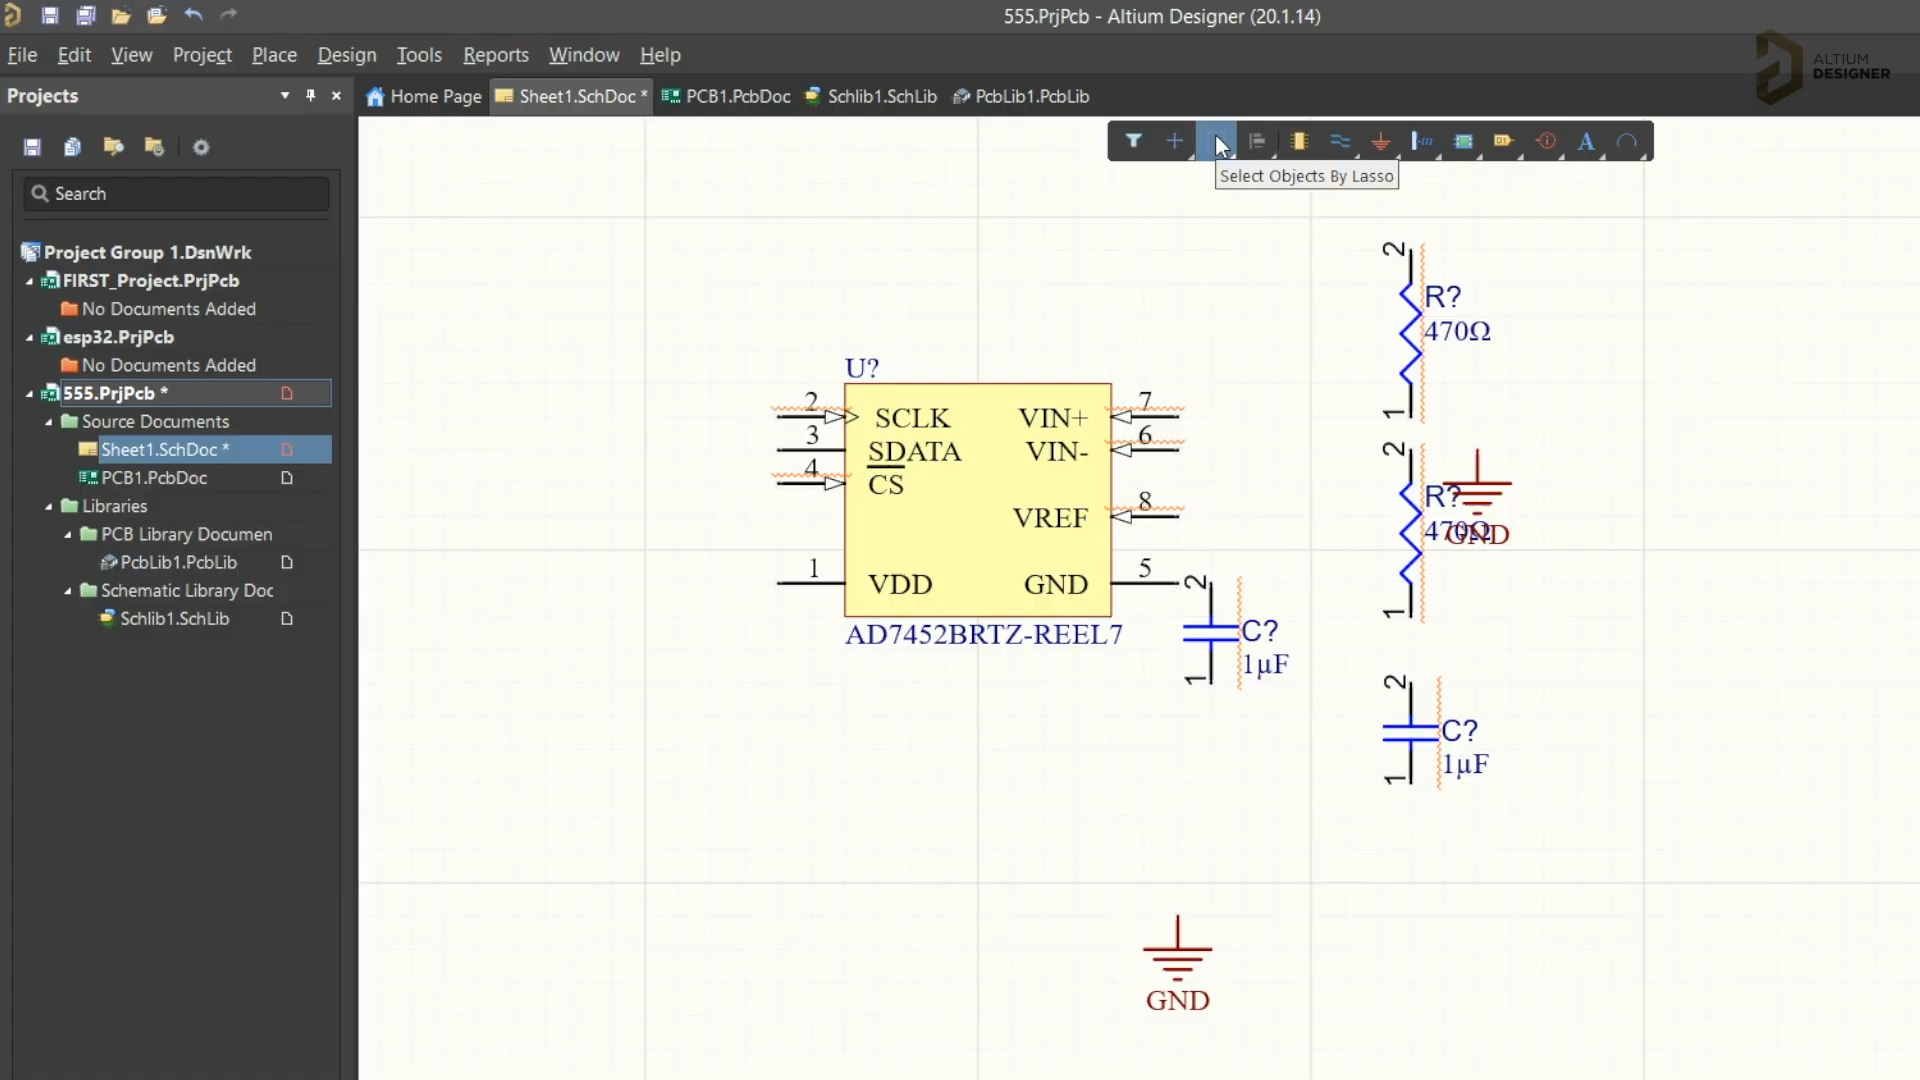 555.PrjPcb - Altium Designer (20.1.14)
File Edit View Project Place Design Tools Reports Window Help
ALTIUM
DESIGNER
Projects
Home Page
Sheet1.SchDoc *
PCB1.PcbDoc
Schlib1.SchLib
PcbLib1.PcbLib
Select Objects By Lasso
Search
Project Group 1.DsnWrk
FIRST_Project.PrjPcb
No Documents Added
esp32.PrjPcb
No Documents Added
555.PrjPcb *
Source Documents
Sheet1.SchDoc *
PCB1.PcbDoc
Libraries
PCB Library Documen
PcbLib1.PcbLib
Schematic Library Doc
Schlib1.SchLib
U?
2 SCLK VIN+ 7
3 SDATA VIN- 6
4 CS
VREF 8
1 VDD GND 5
AD7452BRTZ-REEL7
2
C?
1µF
1
2
R?
470Ω
1
2
R?
470Ω
1
GND
2
C?
1µF
1
GND